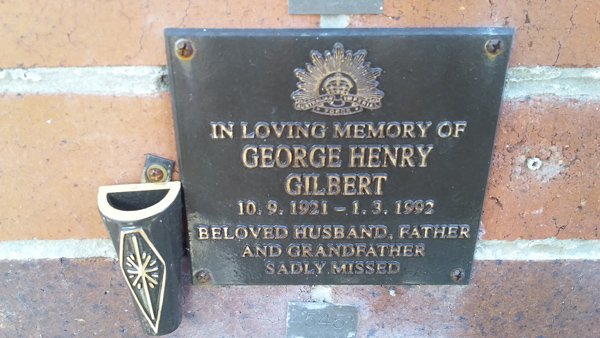 IN LOVING MEMORY OF
GEORGE HENRY
GILBERT
10. 9. 1921 – 1. 3. 1992
BELOVED HUSBAND, FATHER
AND GRANDFATHER
SADLY MISSED